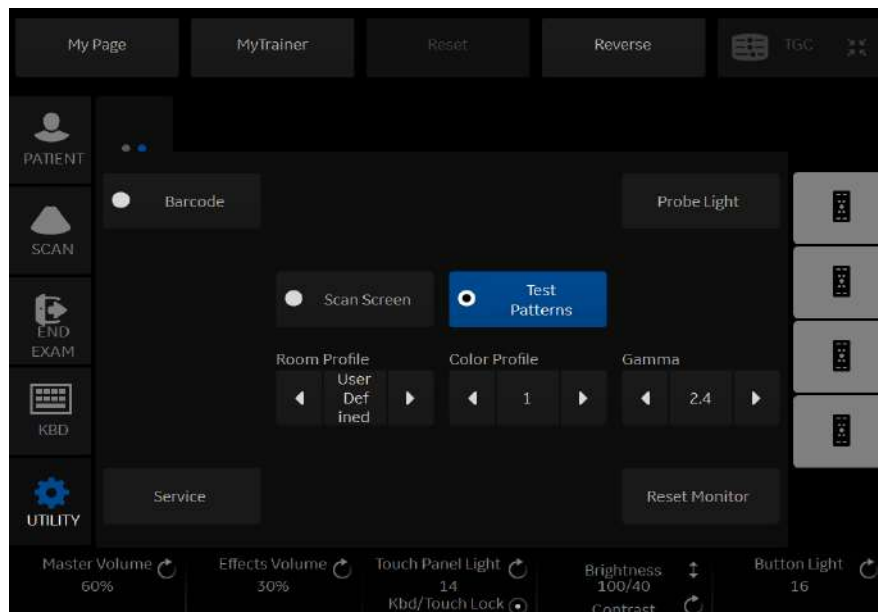 My Page
MyTrainer
Reset
Reverse
TGC
PATIENT
SCAN
END
EXAM
KBD
UTILITY
Barcode
Probe Light
Scan Screen
Test
Patterns
Room Profile
Color Profile
Gamma
User
Def
ined
1
2.4
Service
Reset Monitor
Master Volume
60%
Effects Volume
30%
Touch Panel Light
14
Kbd/Touch Lock
Brightness
100/40
Contrast
Button Light
16